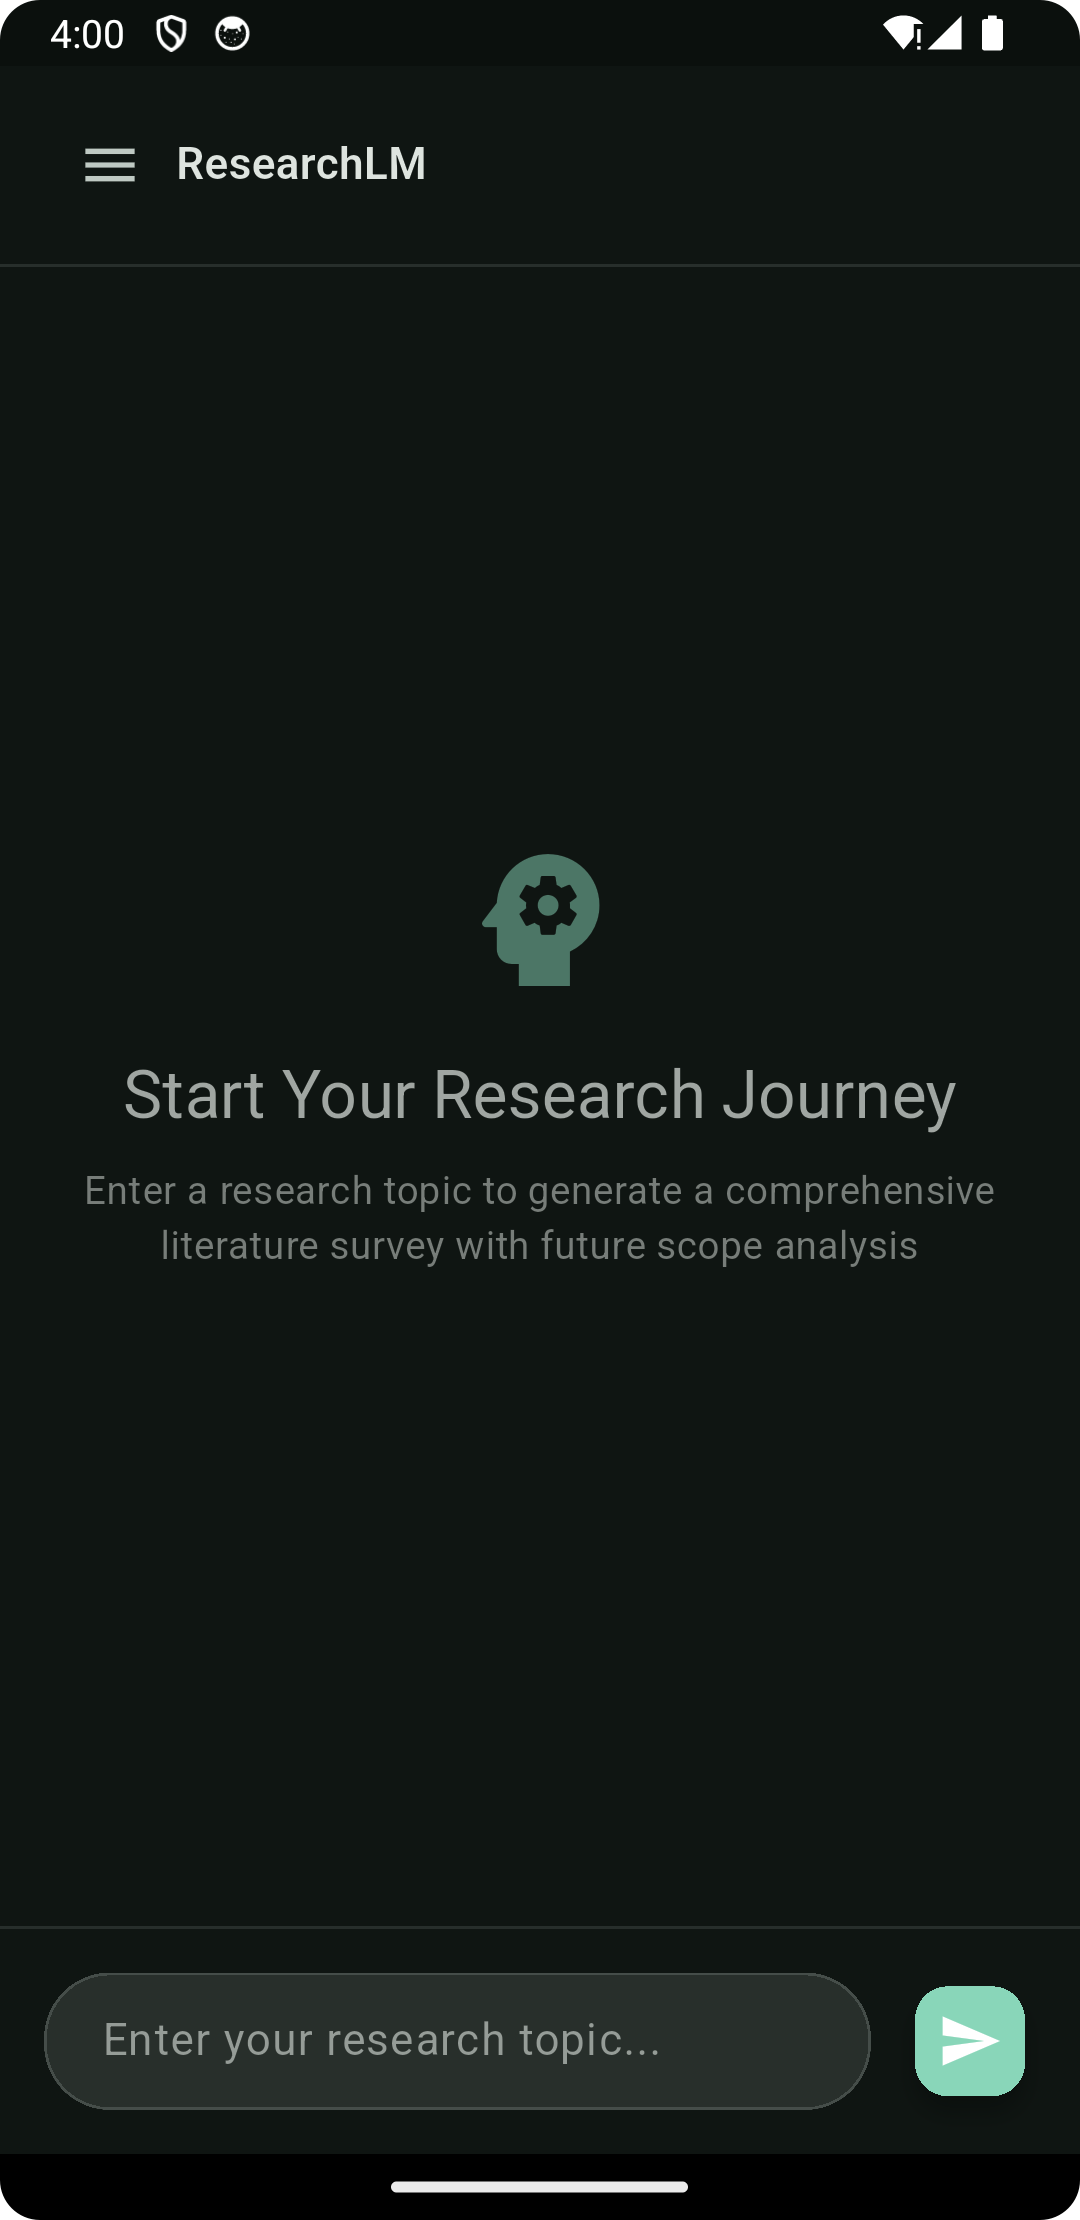 4:00
ResearchLM
Start Your Research Journey
Enter a research topic to generate a comprehensive
literature survey with future scope analysis
Enter your research topic...